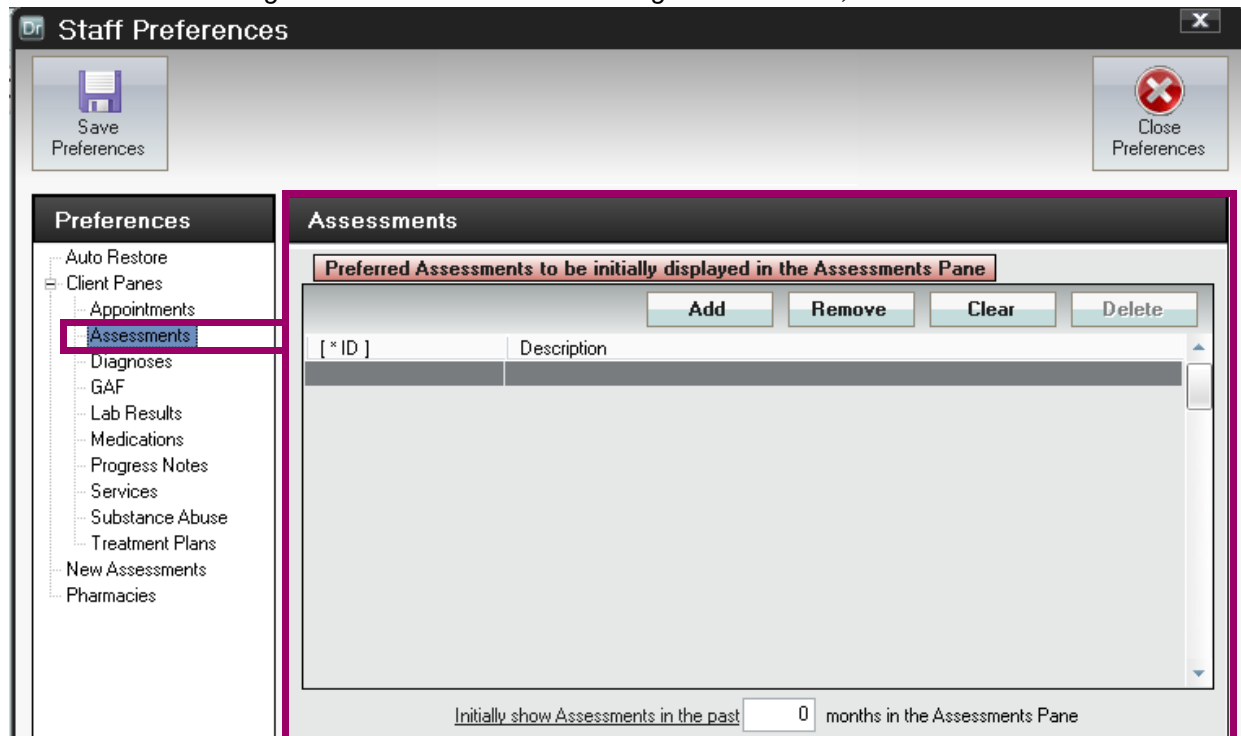 Dr Staff Preferences X
Save
Preferences
Close
Preferences
Preferences
Auto Restore
Client Panes
Appointments
Assessments
Diagnoses
GAF
Lab Results
Medications
Progress Notes
Services
Substance Abuse
Treatment Plans
New Assessments
Pharmacies
Assessments
Preferred Assessments to be initially displayed in the Assessments Pane
Add Remove Clear Delete
[ * ID ] Description
Initially show Assessments in the past 0 months in the Assessments Pane